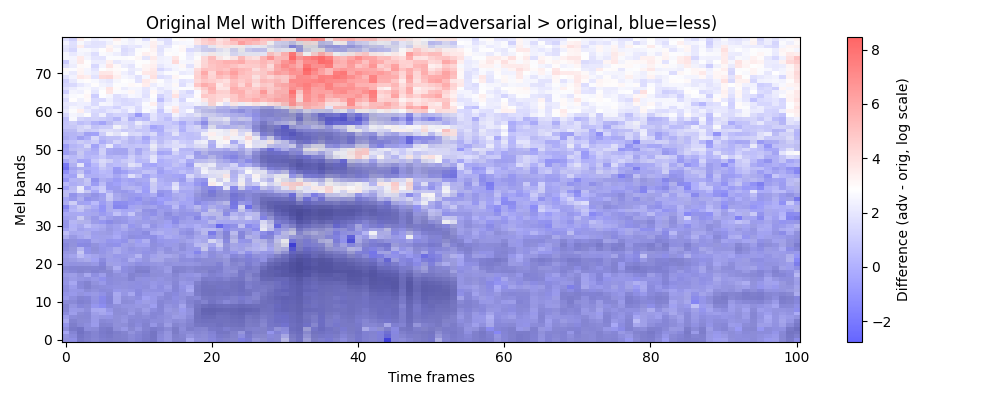 Original Mel with Differences (red=adversarial > original, blue=less)
Mel bands
70
60
50
40
30
20
10
0
0 20 40 60 80 100
Time frames
8
6
4
2
0
−2
Difference (adv - orig, log scale)